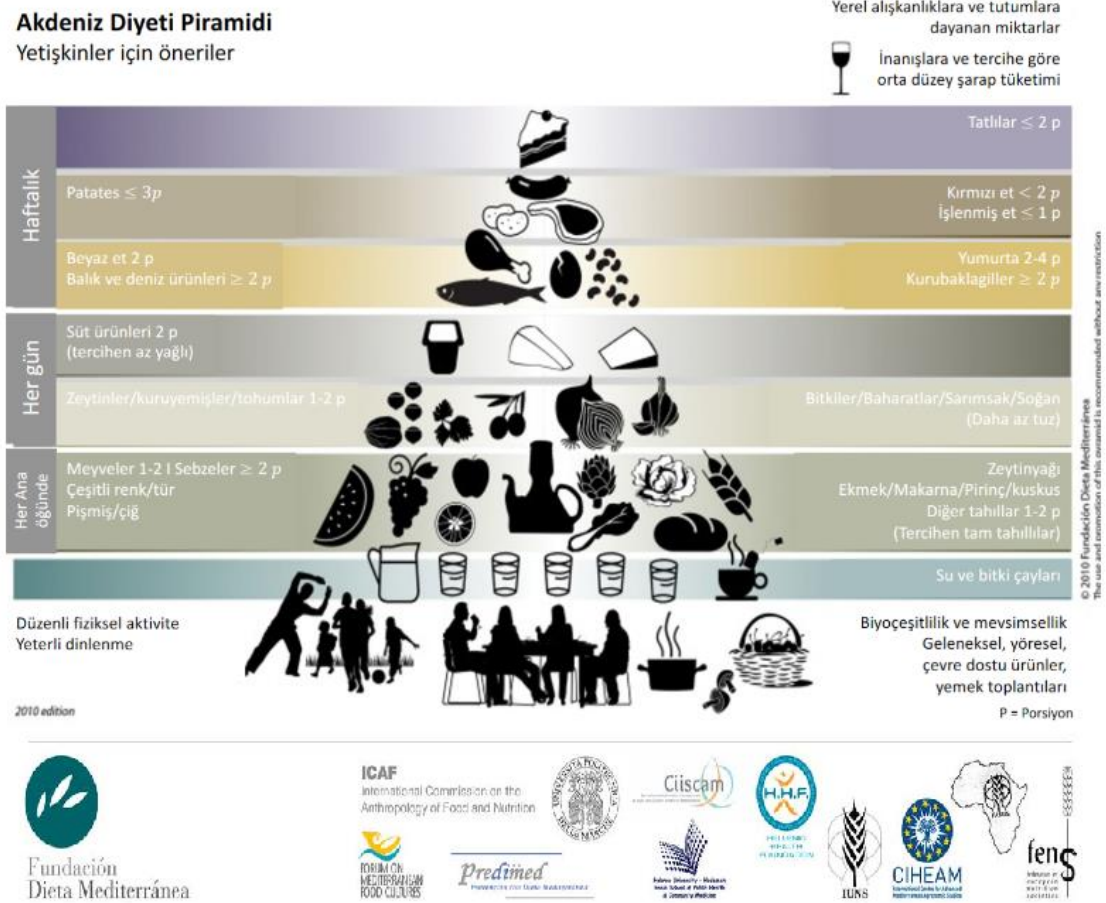 Akdeniz Diyeti Piramidi
Yetişkinler için öneriler
Yerel alışkanlıklara ve tutumlara
dayanan miktarlar
İnanışlara ve tercihe göre
orta düzey şarap tüketimi
Haftalık
Tatlılar ≤ 2 p
Patates ≤ 3p
Kırmızı et < 2 p
İşlenmiş et ≤ 1 p
Beyaz et 2 p
Balık ve deniz ürünleri ≥ 2 p
Yumurta 2-4 p
Kurubaklagiller ≥ 2 p
Her gün
Süt ürünleri 2 p
(tercihen az yağlı)
Zeytinler/kuruyemişler/tohumlar 1-2 p
Bitkiler/Baharatlar/Sarımsak/Soğan
(Daha az tuz)
Her Ana
öğünde
Meyveler 1-2 I Sebzeler ≥ 2 p
Çeşitli renk/tür
Pişmiş/çiğ
Zeytinyağı
Ekmek/Makarna/Pirinç/kuskus
Diğer tahıllar 1-2 p
(Tercihen tam tahıllılar)
Su ve bitki çayları
Düzenli fiziksel aktivite
Yeterli dinlenme
Biyoçeşitlilik ve mevsimsellik
Geleneksel, yöresel,
çevre dostu ürünler,
yemek toplantıları
2010 edition
P = Porsiyon
© 2010 Fundación Dieta Mediterránea
The use and promotion of this pyramid is recommended without any restriction
Fundación
Dieta Mediterránea
ICAF
International Commission on the
Anthropology of Food and Nutrition
FORUM ON
MEDITERRANEAN
FOOD CULTURES
Predimed
Ciiscam
H.H.F.
IUNS
CIHEAM
fens